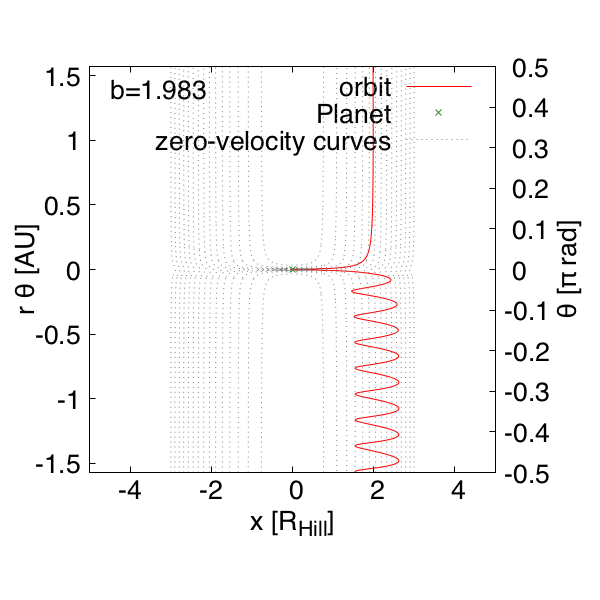 b=1.983
orbit
Planet
zero-velocity curves
1.5
1
0.5
0
-0.5
-1
-1.5
r θ [AU]
0.5
0.4
0.3
0.2
0.1
0
-0.1
-0.2
-0.3
-0.4
-0.5
θ [π rad]
-4 -2 0 2 4
x [R_Hill]